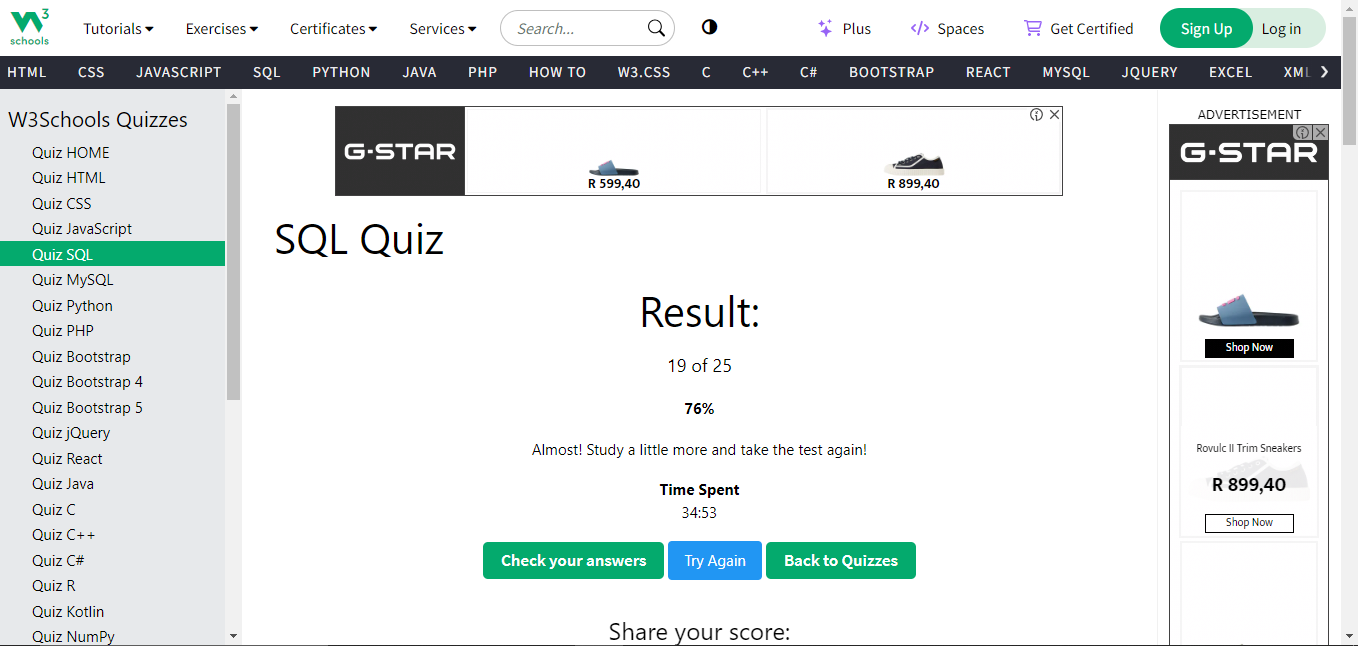 W3 schools
Tutorials Exercises Certificates Services Search... Plus Spaces Get Certified Sign Up Log in
HTML CSS JAVASCRIPT SQL PYTHON JAVA PHP HOW TO W3.CSS C C++ C# BOOTSTRAP REACT MYSQL JQUERY EXCEL XML
W3Schools Quizzes
Quiz HOME
Quiz HTML
Quiz CSS
Quiz JavaScript
Quiz SQL
Quiz MySQL
Quiz Python
Quiz PHP
Quiz Bootstrap
Quiz Bootstrap 4
Quiz Bootstrap 5
Quiz jQuery
Quiz React
Quiz Java
Quiz C
Quiz C++
Quiz C#
Quiz R
Quiz Kotlin
Quiz NumPy
G-STAR
R 599,40 R 899,40
SQL Quiz
Result:
19 of 25
76%
Almost! Study a little more and take the test again!
Time Spent
34:53
Check your answers Try Again Back to Quizzes
Share your score:
ADVERTISEMENT
G-STAR
Shop Now
Rovulc II Trim Sneakers
R 899,40
Shop Now